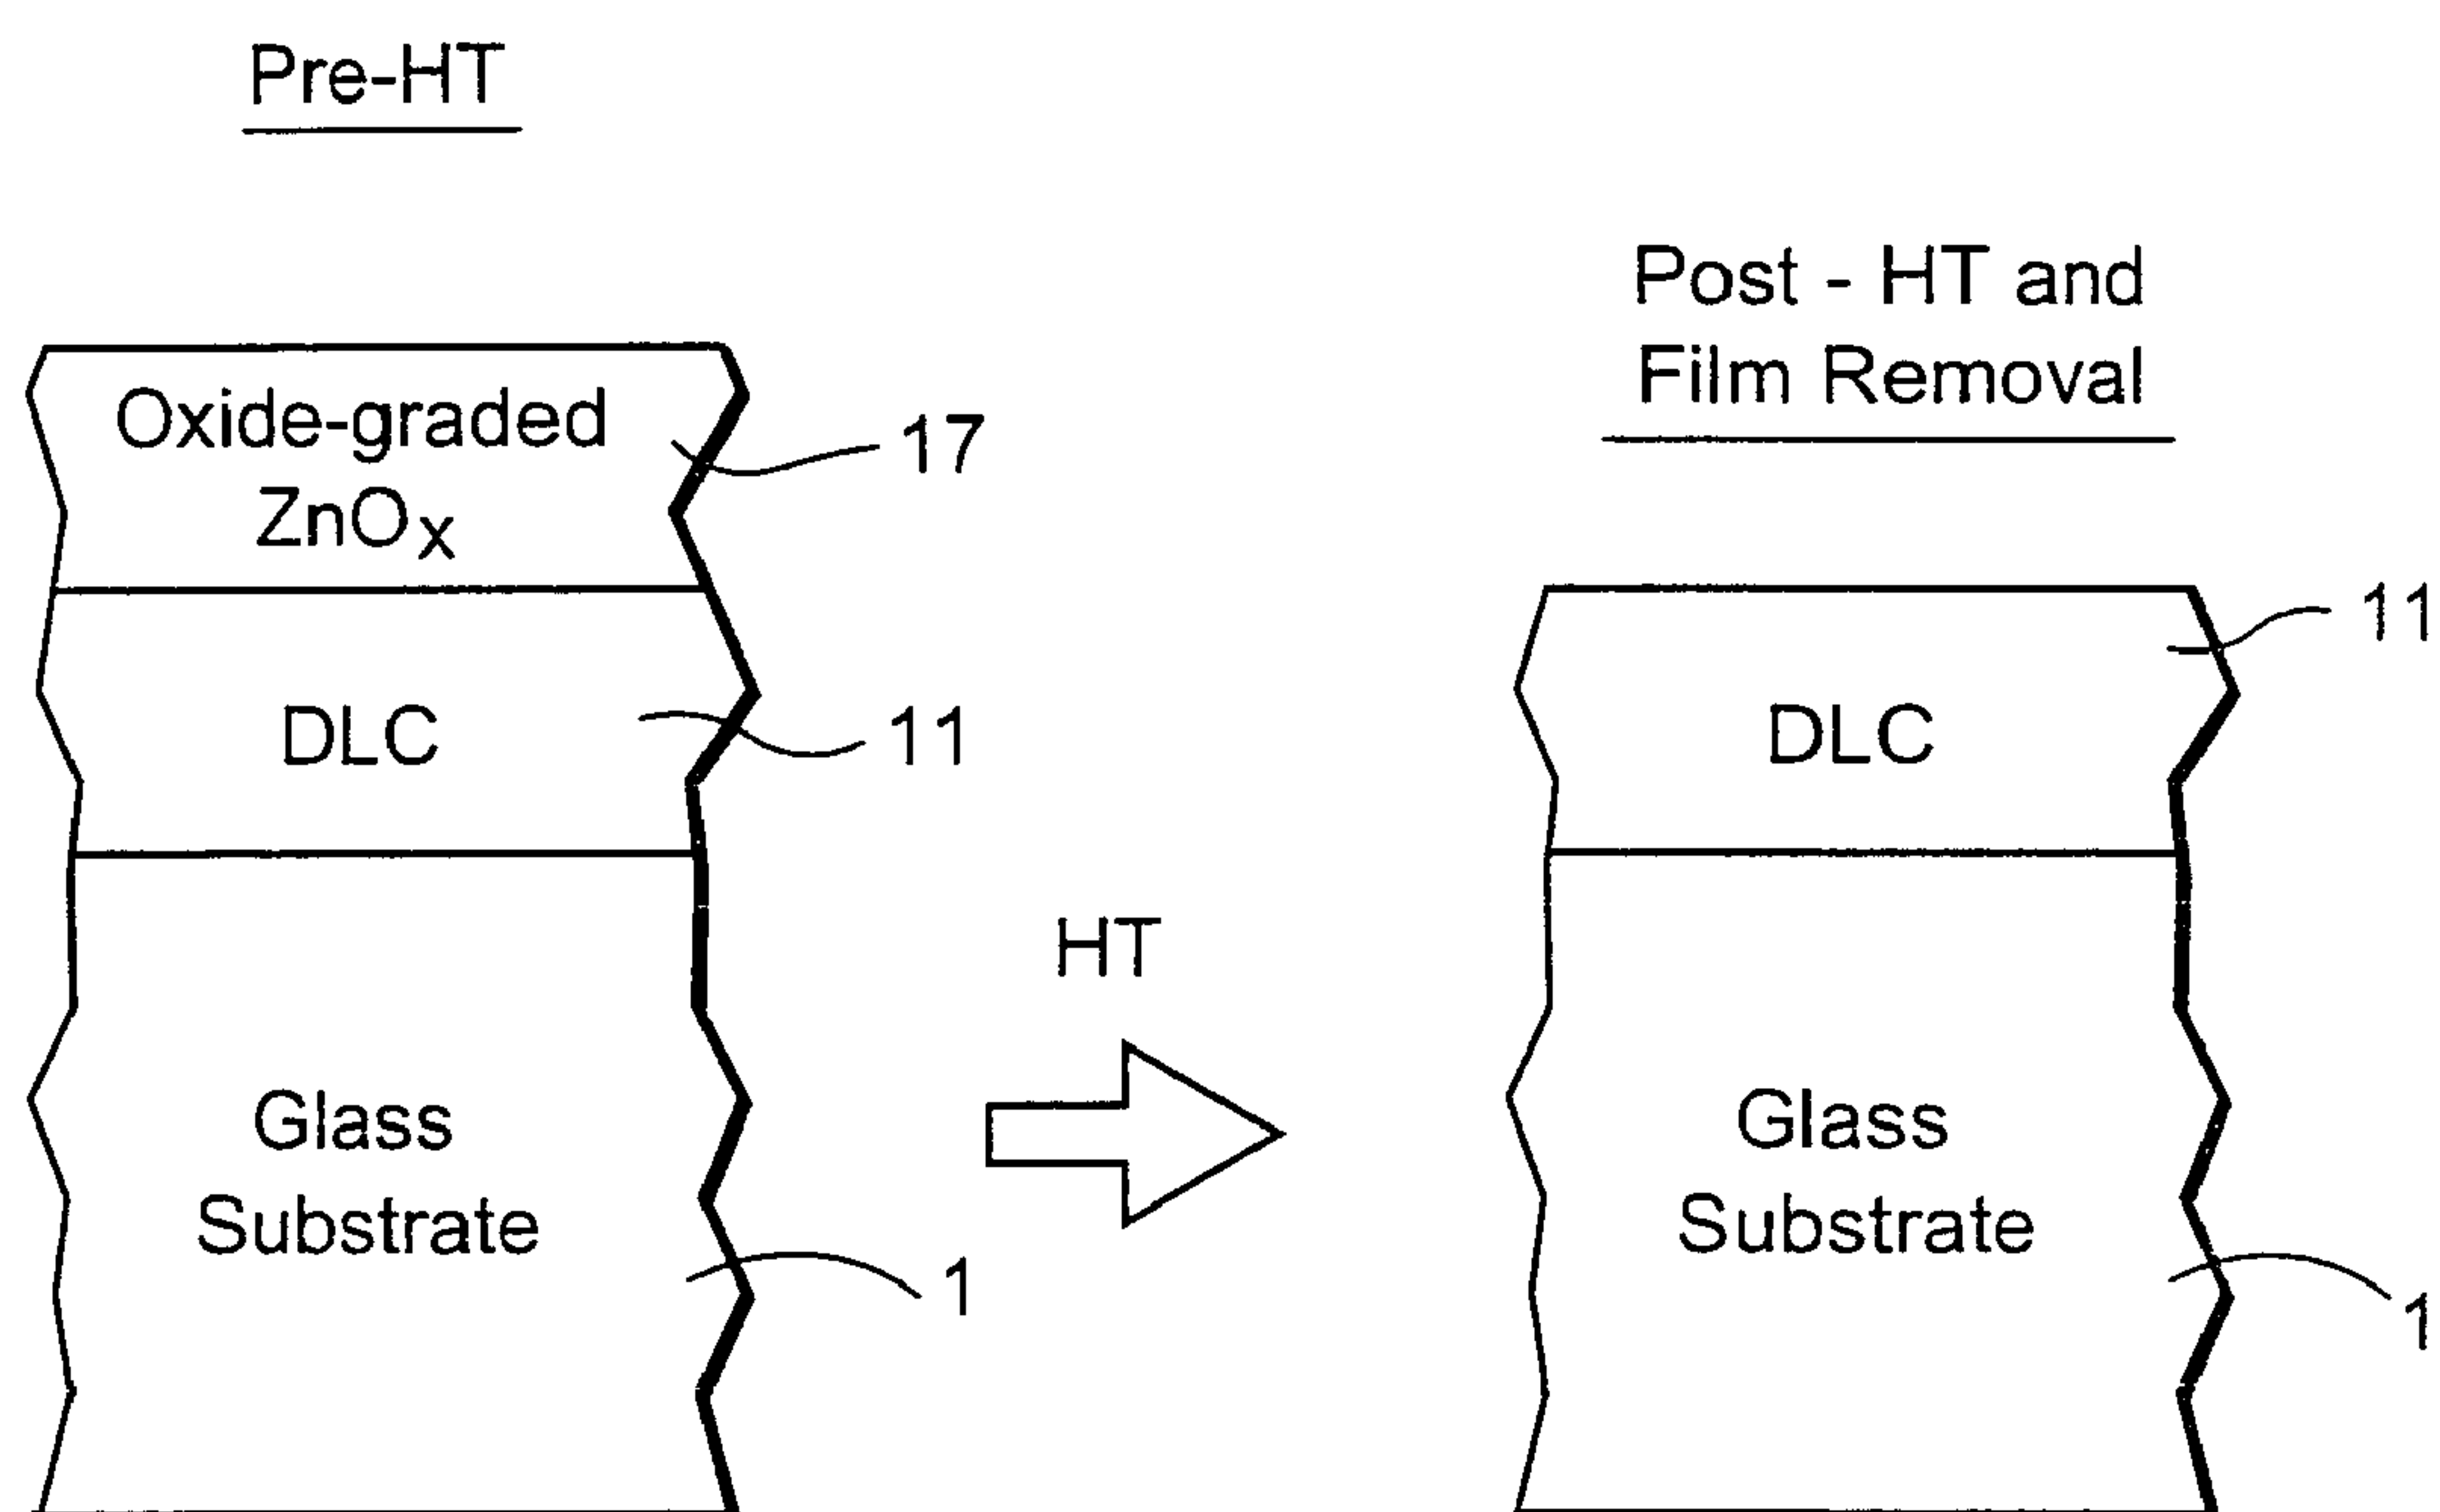 Pre-HT
Oxide-graded
ZnOx
17
DLC
11
Glass
Substrate
1
HT
Post - HT and
Film Removal
11
DLC
Glass
Substrate
1